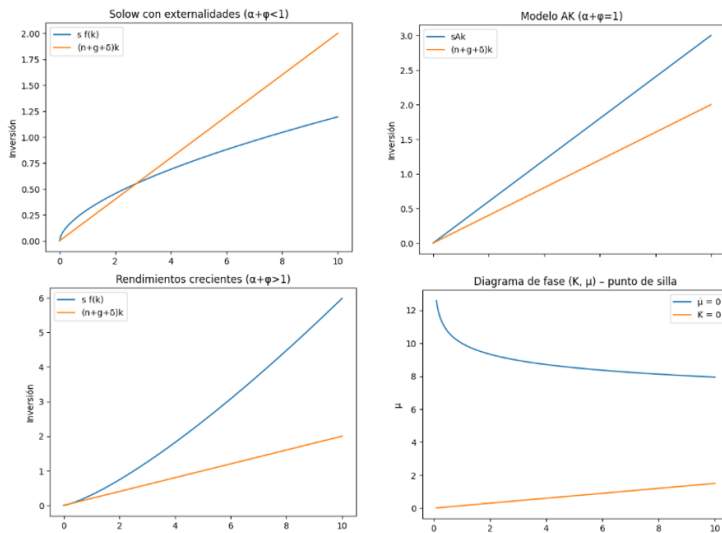 Solow con externalidades (α+φ<1)
s f(k)
(n+g+δ)k
Inversión
2.00
1.75
1.50
1.25
1.00
0.75
0.50
0.25
0.00
0 2 4 6 8 10
Modelo AK (α+φ=1)
sAk
(n+g+δ)k
Inversión
3.0
2.5
2.0
1.5
1.0
0.5
0.0
Rendimientos crecientes (α+φ>1)
s f(k)
(n+g+δ)k
Inversión
6
5
4
3
2
1
0
0 2 4 6 8 10
Diagrama de fase (K, μ) – punto de silla
μ̇ = 0
K̇ = 0
μ
12
10
8
6
4
2
0
0 2 4 6 8 10